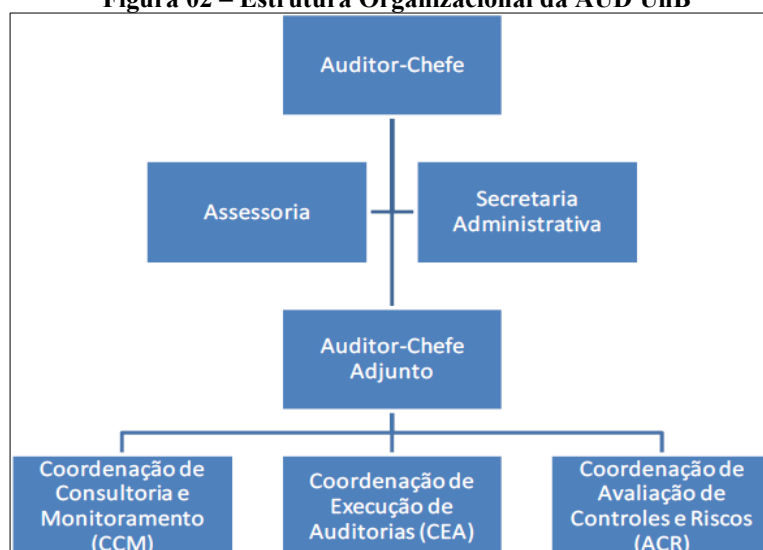 Figura 02 – Estrutura Organizacional da AUD UnB
Auditor-Chefe
Assessoria
Secretaria
Administrativa
Auditor-Chefe
Adjunto
Coordenação de
Consultoria e
Monitoramento
(CCM)
Coordenação de
Execução de
Auditorias (CEA)
Coordenação de
Avaliação de
Controles e Riscos
(ACR)